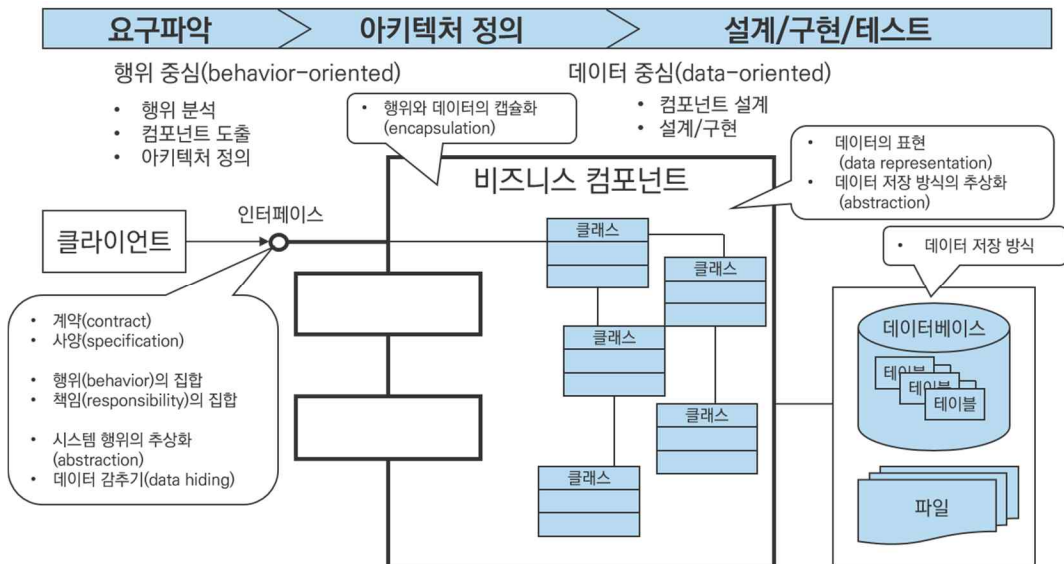 요구파악
아키텍처 정의
설계/구현/테스트
행위 중심(behavior-oriented)
• 행위 분석
• 컴포넌트 도출
• 아키텍처 정의
데이터 중심(data-oriented)
• 컴포넌트 설계
• 설계/구현
• 행위와 데이터의 캡슐화
(encapsulation)
• 데이터의 표현
(data representation)
• 데이터 저장 방식의 추상화
(abstraction)
• 데이터 저장 방식
비즈니스 컴포넌트
인터페이스
클라이언트
• 계약(contract)
• 사양(specification)
• 행위(behavior)의 집합
• 책임(responsibility)의 집합
• 시스템 행위의 추상화
(abstraction)
• 데이터 감추기(data hiding)
클래스
클래스
클래스
클래스
클래스
데이터베이스
테이블
테이블
테이블
파일